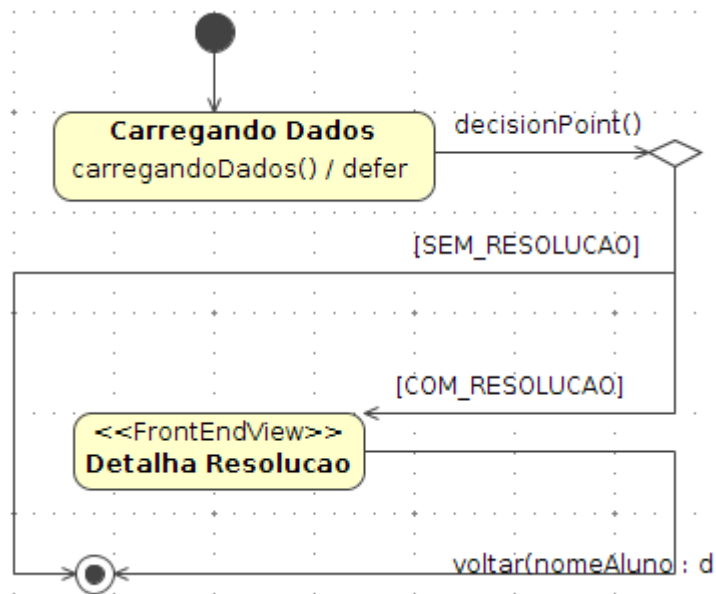 Carregando Dados
carregandoDados() / defer
decisionPoint()
[SEM_RESOLUCAO]
[COM_RESOLUCAO]
<<FrontEndView>>
Detalha Resolucao
voltar(nomeAluno : d